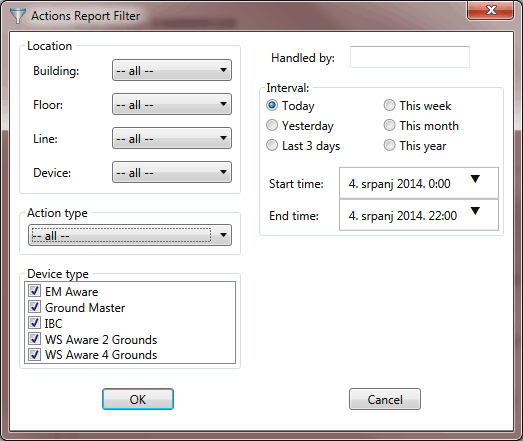 Actions Report Filter
Location
Building: -- all --
Floor: -- all --
Line: -- all --
Device: -- all --
Action type
-- all --
Device type
EM Aware
Ground Master
IBC
WS Aware 2 Grounds
WS Aware 4 Grounds
Handled by:
Interval:
Today This week
Yesterday This month
Last 3 days This year
Start time: 4. srpanj 2014. 0:00
End time: 4. srpanj 2014. 22:00
OK Cancel